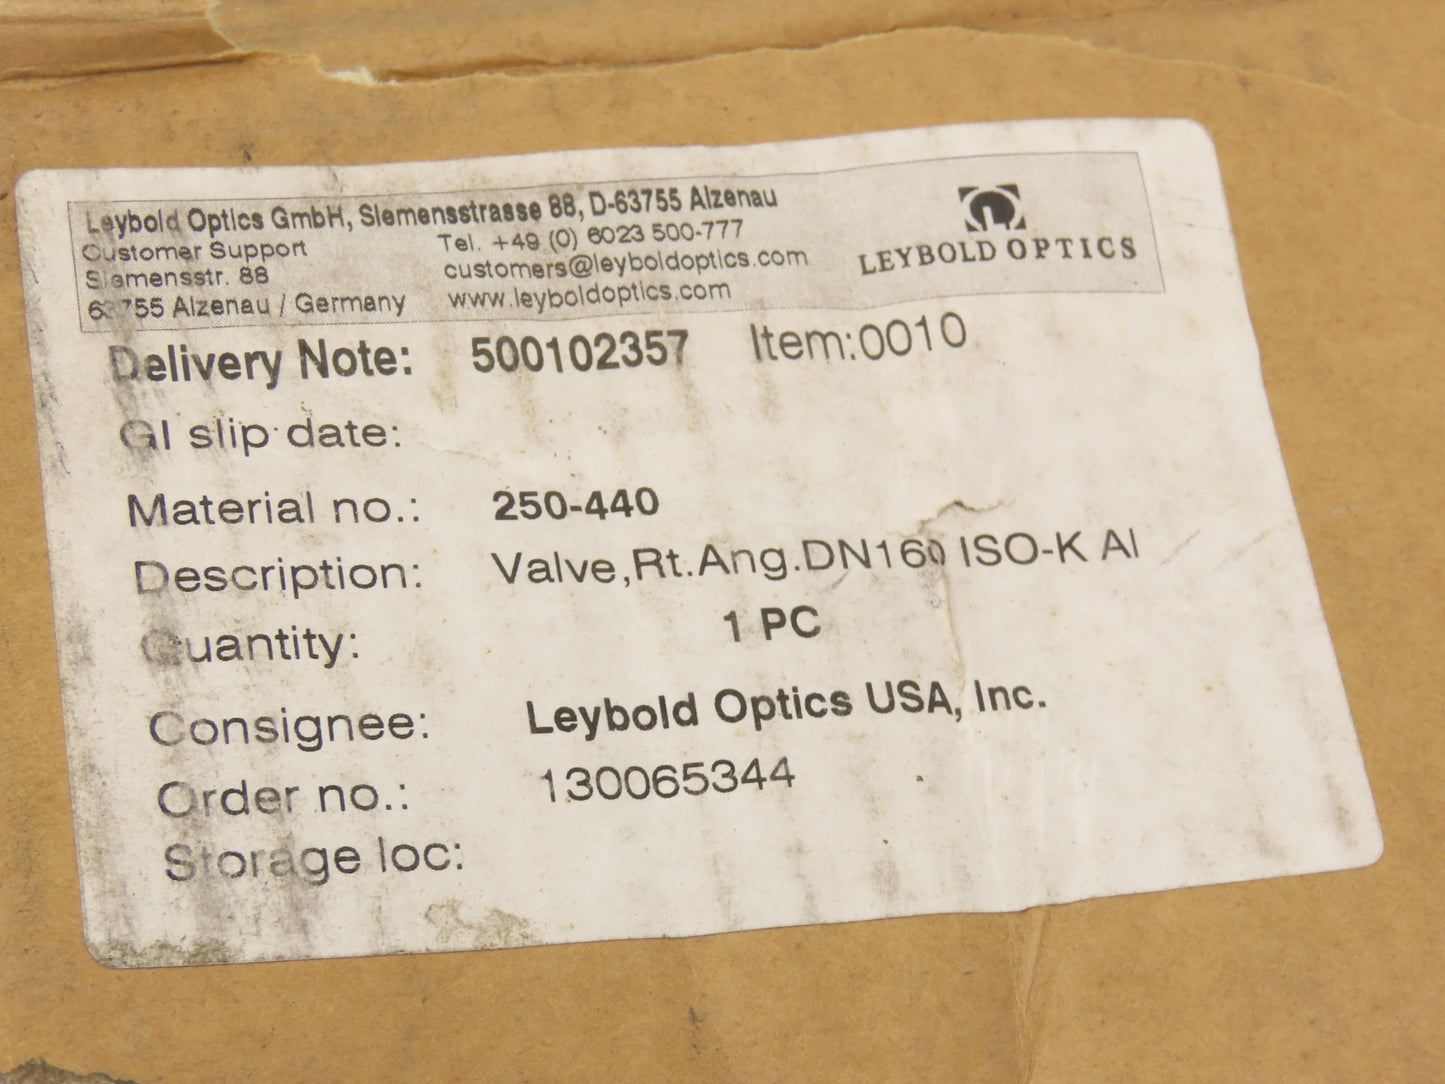 Leybold Optics GmbH, Siemensstrasse 88, D-63755 Alzenau
Customer Support
Siemensstr. 88
63755 Alzenau / Germany
Tel. +49 (0) 6023 500-777
customers@leyboldoptics.com
www.leyboldoptics.com
LEYBOLD OPTICS
Delivery Note: 500102357 Item:0010
GI slip date:
Material no.: 250-440
Description: Valve,Rt.Ang.DN160 ISO-K Al
Quantity: 1 PC
Consignee: Leybold Optics USA, Inc.
Order no.: 130065344
Storage loc: